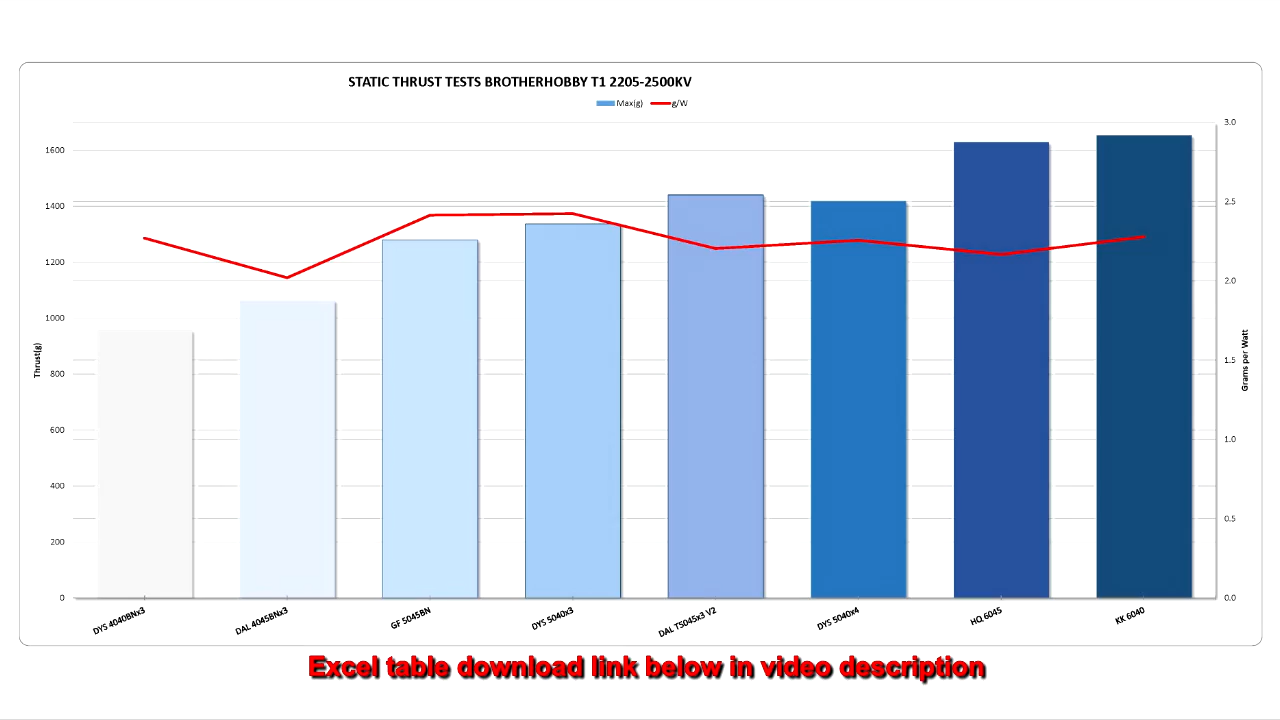 STATIC THRUST TESTS BROTHERHOBBY T1 2205-2500KV
Max(g) g/W
1600
1400
1200
1000
800
600
400
200
0
Thrust(g)
3.0
2.5
2.0
1.5
1.0
0.5
0.0
Grams per Watt
DYS 4040BNx3
DAL 4045BNx3
GF 5045BN
DYS 5040x3
DAL T5045x3 V2
DYS 5040x4
HQ 6045
KK 6040
Excel table download link below in video description